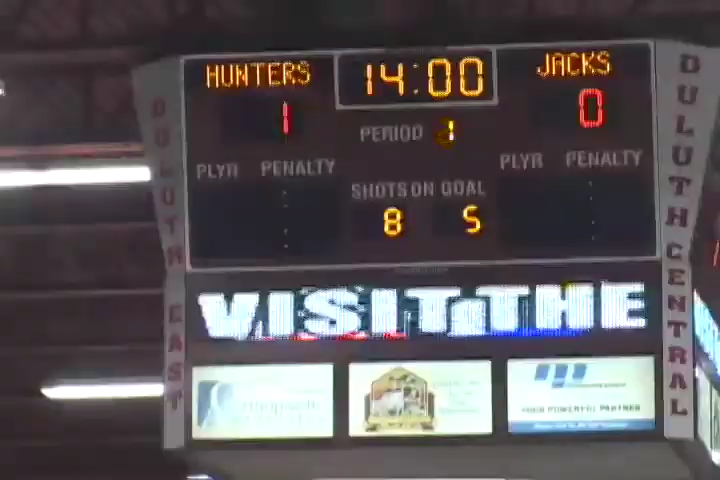 HUNTERS 14:00 JACKS
1 0
PERIOD 1
PLYR PENALTY PLYR PENALTY
SHOTS ON GOAL
8 5
VISIT THE
YOUR POWERFUL PARTNER
DULUTH EAST
DULUTH CENTRAL